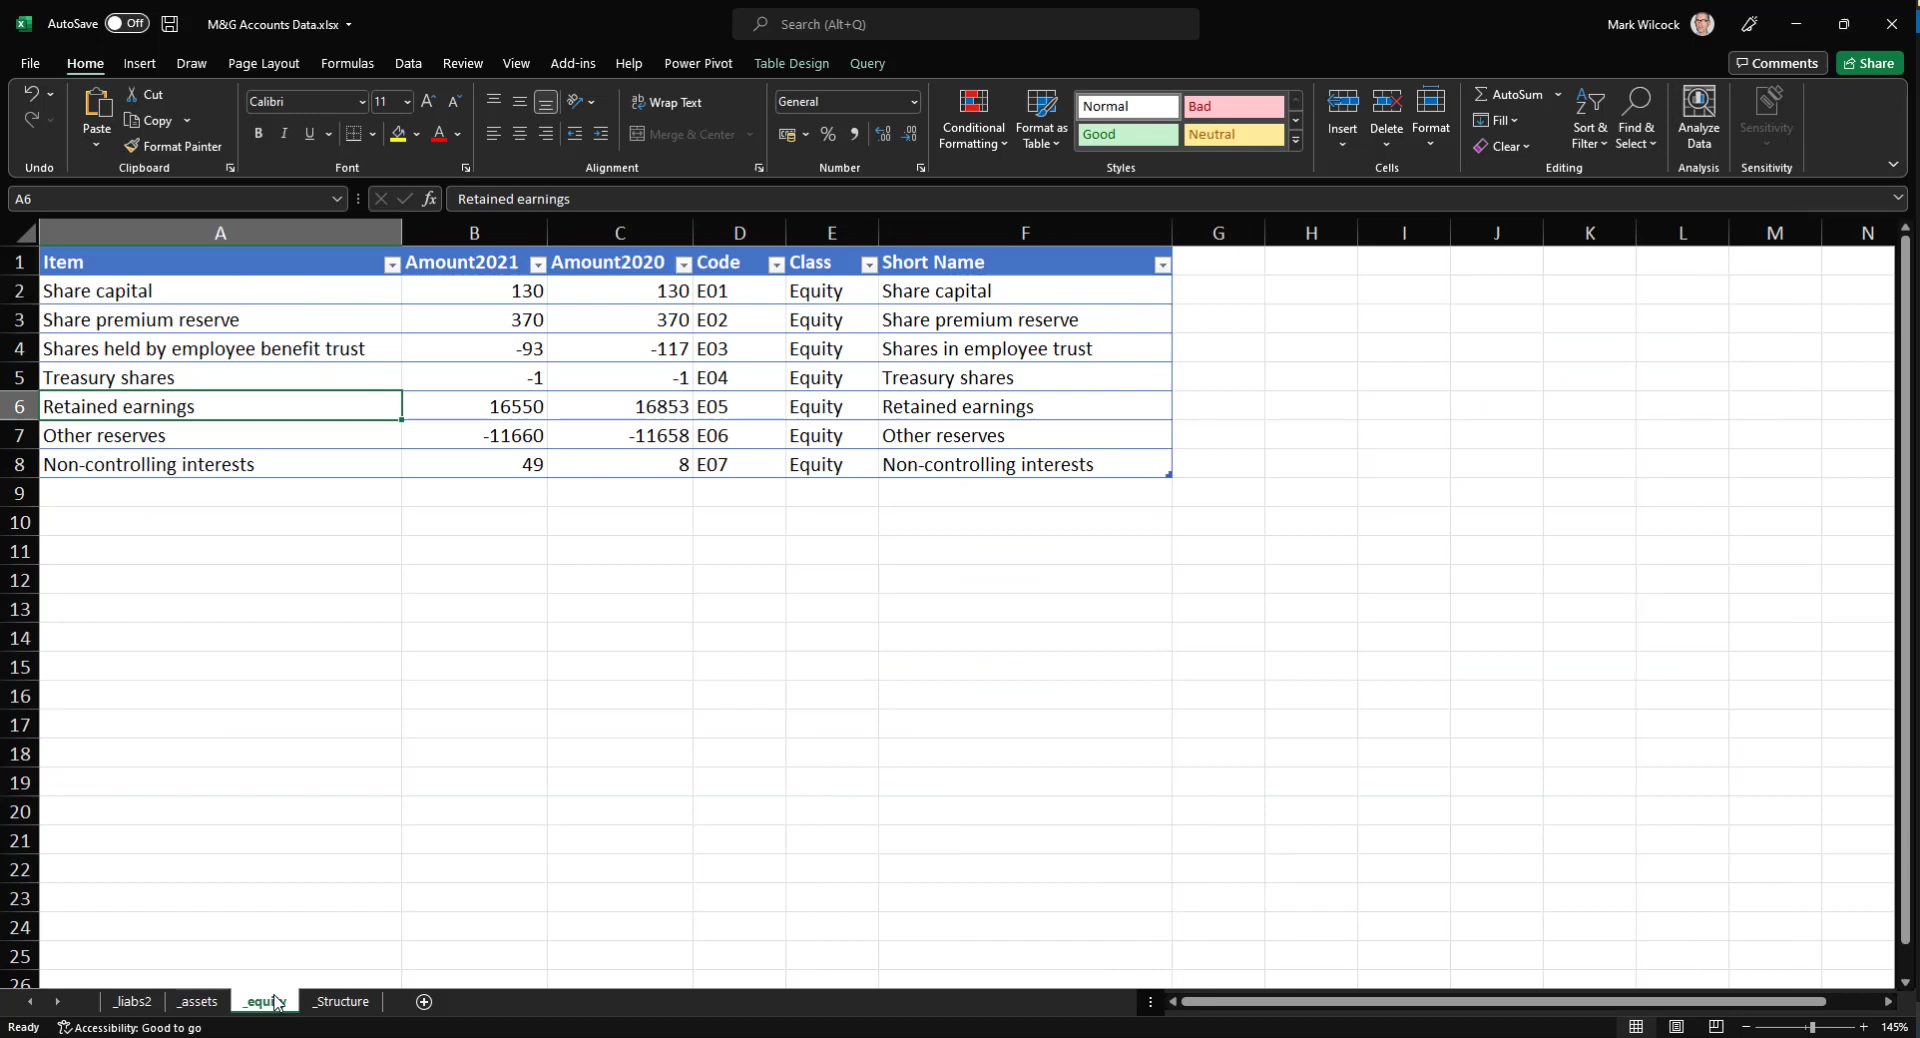 AutoSave Off M&G Accounts Data.xlsx Search (Alt+Q) Mark Wilcock
File Home Insert Draw Page Layout Formulas Data Review View Add-ins Help Power Pivot Table Design Query Comments Share
Paste Cut Copy Format Painter
Calibri 11
B I U A
Wrap Text
Merge & Center
General
%
Conditional Formatting
Format as Table
Normal Bad
Good Neutral
Insert Delete Format
AutoSum
Fill
Clear
Sort & Filter
Find & Select
Analyze Data
Sensitivity
Undo Clipboard Font Alignment Number Styles Cells Editing Analysis Sensitivity
A6 fx Retained earnings
A B C D E F G H I J K L M N
1 Item Amount2021 Amount2020 Code Class Short Name
2 Share capital 130 130 E01 Equity Share capital
3 Share premium reserve 370 370 E02 Equity Share premium reserve
4 Shares held by employee benefit trust -93 -117 E03 Equity Shares in employee trust
5 Treasury shares -1 -1 E04 Equity Treasury shares
6 Retained earnings 16550 16853 E05 Equity Retained earnings
7 Other reserves -11660 -11658 E06 Equity Other reserves
8 Non-controlling interests 49 8 E07 Equity Non-controlling interests
9
10
11
12
13
14
15
16
17
18
19
20
21
22
23
24
25
26
_liabs2 _assets _equity _Structure
Ready Accessibility: Good to go 145%